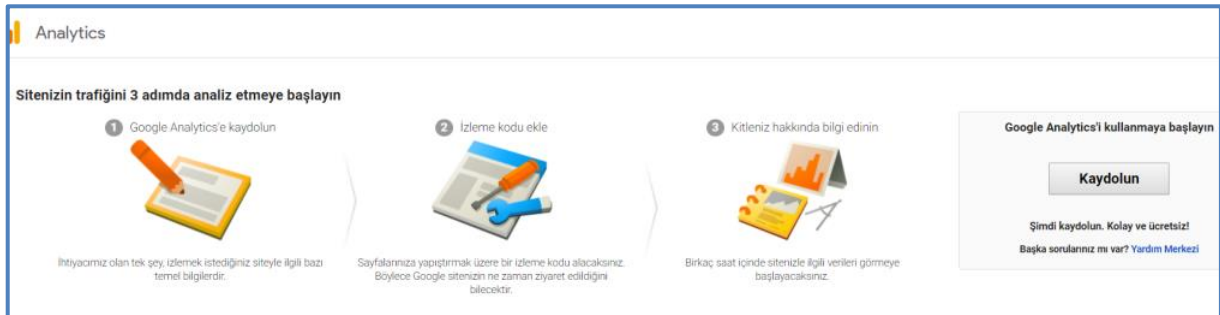 Analytics
Sitenizin trafiğini 3 adımda analiz etmeye başlayın
1 Google Analytics'e kaydolun
2 İzleme kodu ekle
3 Kitleniz hakkında bilgi edinin
İhtiyacımız olan tek şey, izlemek istediğiniz siteyle ilgili bazı
temel bilgilerdir.
Sayfalarınıza yapıştırmak üzere bir izleme kodu alacaksınız.
Böylece Google sitenizin ne zaman ziyaret edildiğini
bilecektir.
Birkaç saat içinde sitenizle ilgili verileri görmeye
başlayacaksınız.
Google Analytics'i kullanmaya başlayın
Kaydolun
Şimdi kaydolun. Kolay ve ücretsiz!
Başka sorularınız mı var? Yardım Merkezi